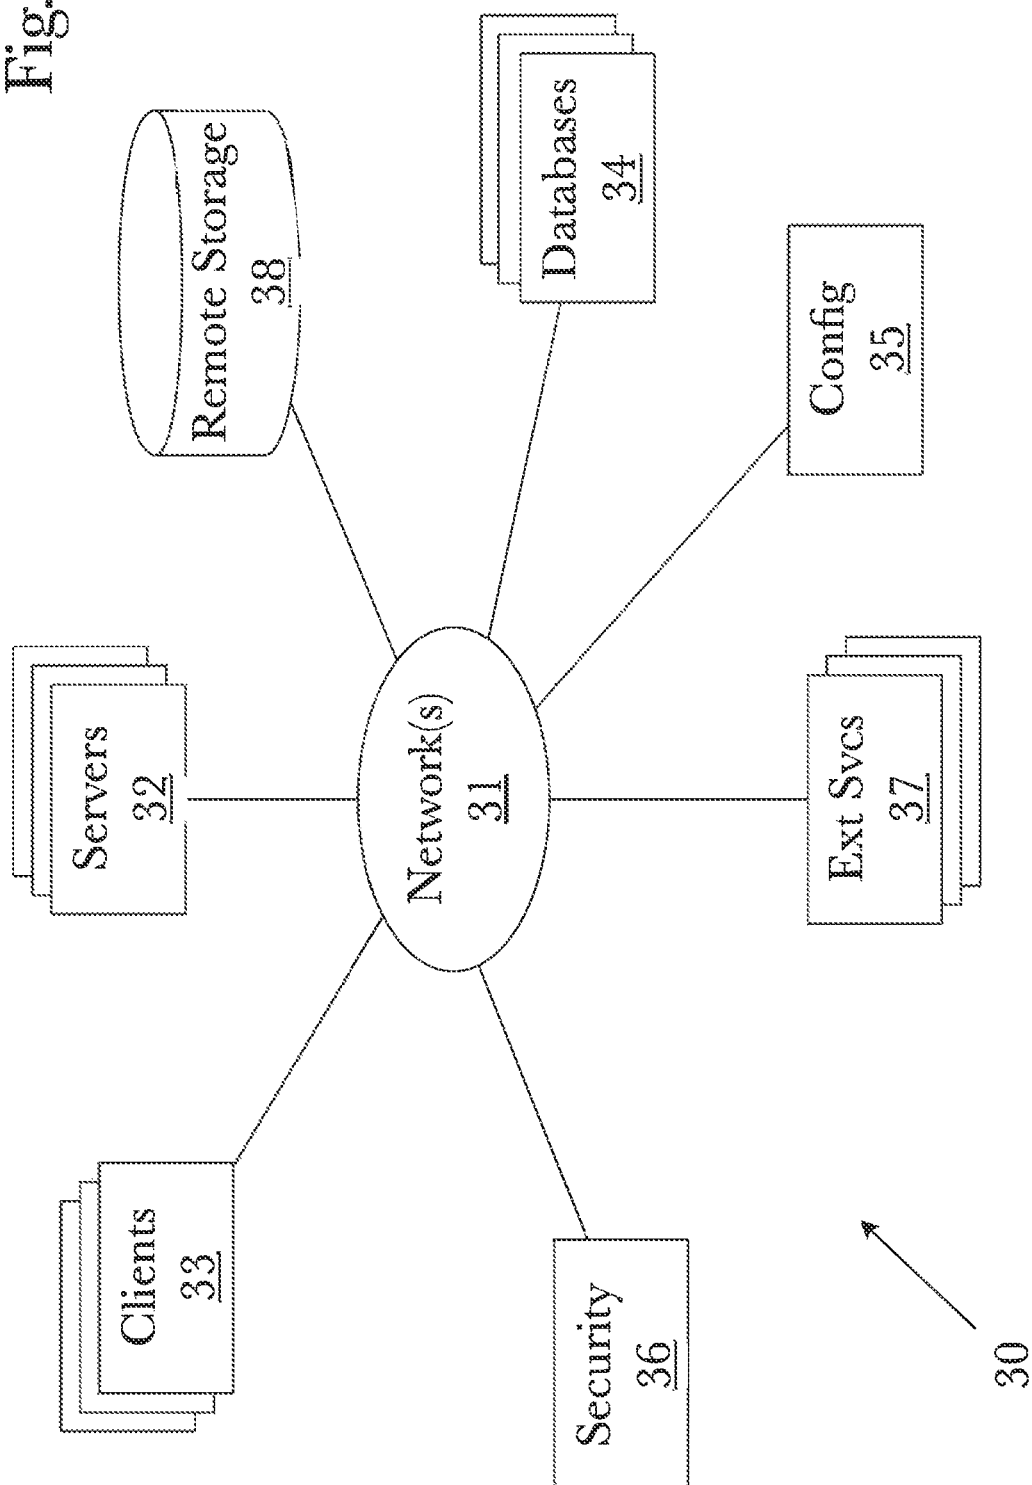 Fig.
Clients
33
Servers
32
Remote Storage
38
Network(s)
31
Databases
34
Security
36
Ext Svcs
37
Config
35
30